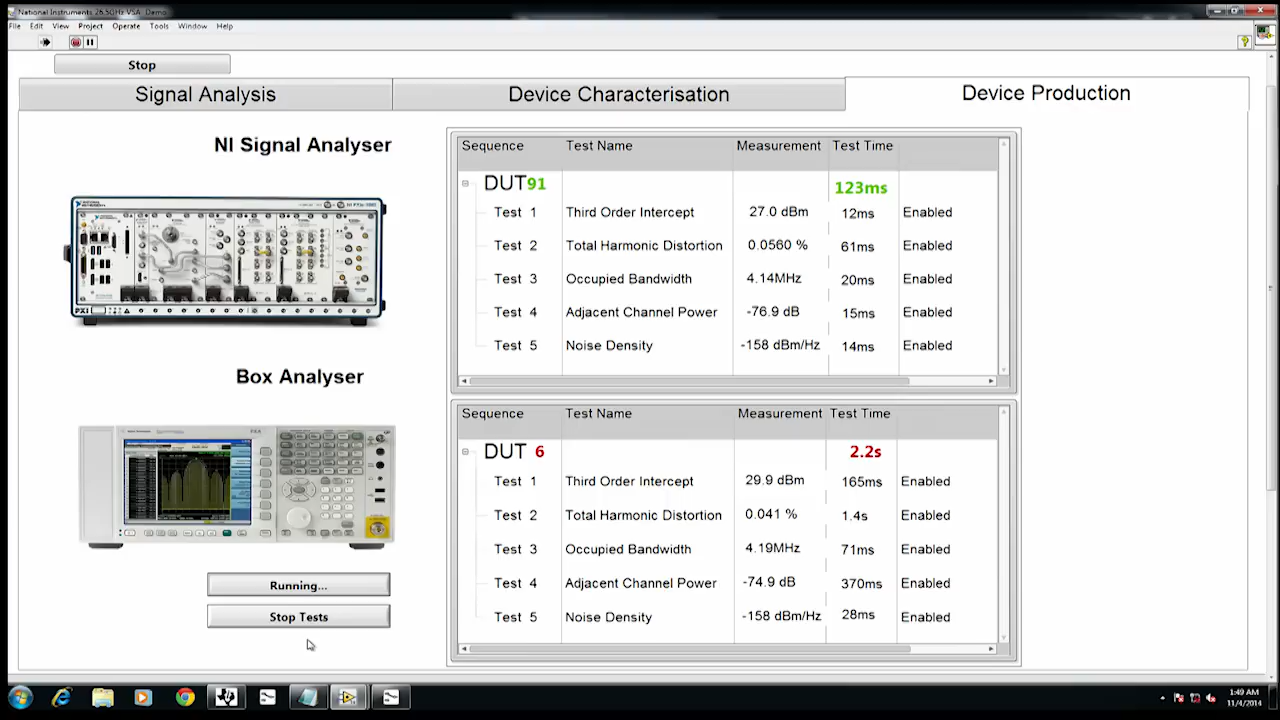 National Instruments 26.5GHz VSA Demo
File Edit View Project Operate Tools Window Help
Stop
Signal Analysis Device Characterisation Device Production
NI Signal Analyser
Sequence Test Name Measurement Test Time
DUT91 123ms
Test 1 Third Order Intercept 27.0 dBm 12ms Enabled
Test 2 Total Harmonic Distortion 0.0560 % 61ms Enabled
Test 3 Occupied Bandwidth 4.14MHz 20ms Enabled
Test 4 Adjacent Channel Power -76.9 dB 15ms Enabled
Test 5 Noise Density -158 dBm/Hz 14ms Enabled
PXI
Box Analyser
Sequence Test Name Measurement Test Time
DUT 6 2.2s
Test 1 Third Order Intercept 29.9 dBm 165ms Enabled
Test 2 Total Harmonic Distortion 0.041 % 1.4s Enabled
Test 3 Occupied Bandwidth 4.19MHz 71ms Enabled
Test 4 Adjacent Channel Power -74.9 dB 370ms Enabled
Test 5 Noise Density -158 dBm/Hz 28ms Enabled
Running...
Stop Tests
1:49 AM
11/4/2014